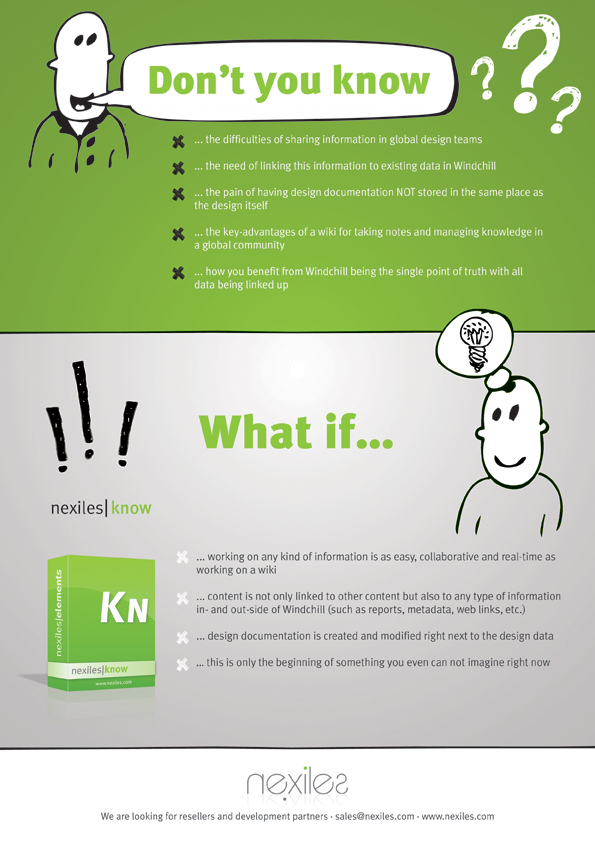 Don't you know
???
... the difficulties of sharing information in global design teams
... the need of linking this information to existing data in Windchill
... the pain of having design documentation NOT stored in the same place as
the design itself
... the key-advantages of a wiki for taking notes and managing knowledge in
a global community
... how you benefit from Windchill being the single point of truth with all
data being linked up
!!!
What if...
nexiles|know
nexiles|elements
KN
nexiles|know
www.nexiles.com
... working on any kind of information is as easy, collaborative and real-time as
working on a wiki
... content is not only linked to other content but also to any type of information
in- and out-side of Windchill (such as reports, metadata, web links, etc.)
... design documentation is created and modified right next to the design data
... this is only the beginning of something you even can not imagine right now
nexiles
We are looking for resellers and development partners · sales@nexiles.com · www.nexiles.com